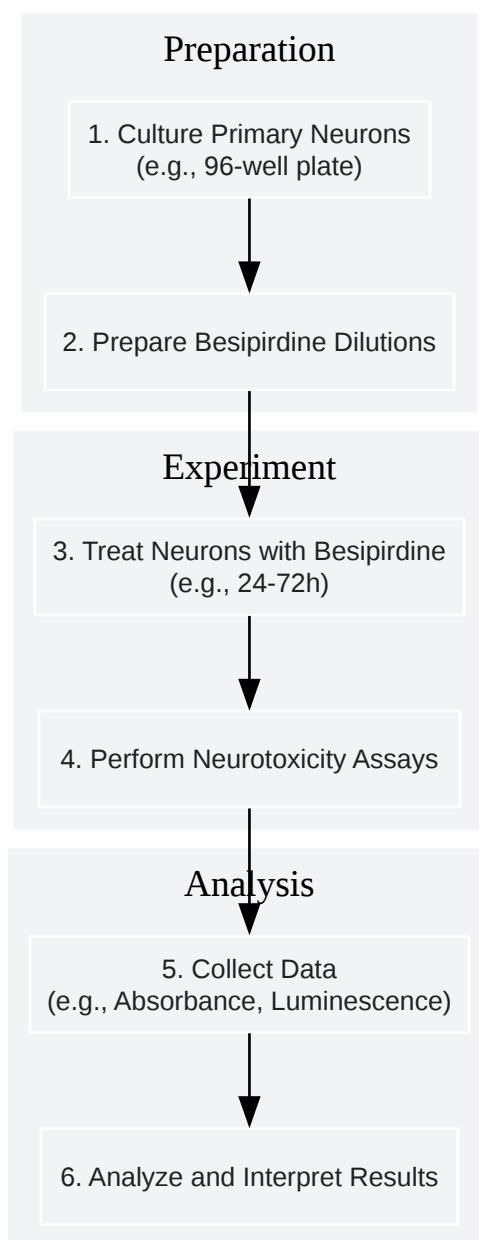 Preparation
1. Culture Primary Neurons
(e.g., 96-well plate)
2. Prepare Besipirdine Dilutions
Experiment
3. Treat Neurons with Besipirdine
(e.g., 24-72h)
4. Perform Neurotoxicity Assays
Analysis
5. Collect Data
(e.g., Absorbance, Luminescence)
6. Analyze and Interpret Results